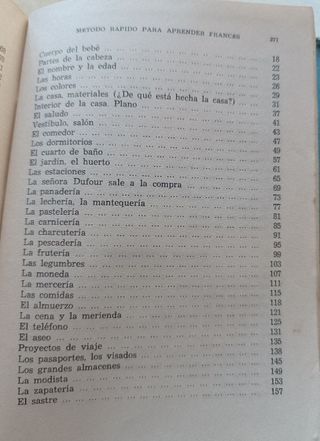 METODO RAPIDO PARA APRENDER FRANCES 271
Cuerpo del bebé ... 18
Partes de la cabeza ... 22
El nombre y la edad ... 23
Las horas ... 26
Los colores ... 29
La casa, materiales (¿De qué está hecha la casa?) ... 31
Interior de la casa. Plano ... 37
El saludo ... 41
Vestíbulo, salón ... 43
El comedor ... 47
Los dormitorios ... 49
El cuarto de baño ... 57
El jardín, el huerto ... 61
Las estaciones ... 65
La señora Dufour sale a la compra ... 69
La panadería ... 73
La lechería, la mantequería ... 77
La pastelería ... 81
La carnicería ... 85
La charcutería ... 91
La pescadería ... 95
La frutería ... 99
Las legumbres ... 103
La moneda ... 107
La mercería ... 111
Las comidas ... 115
El almuerzo ... 118
La cena y la merienda ... 121
El teléfono ... 125
El aseo ... 131
Proyectos de viaje ... 135
Los pasaportes, los visados ... 138
Los grandes almacenes ... 145
La modista ... 149
La zapatería ... 153
El sastre ... 157